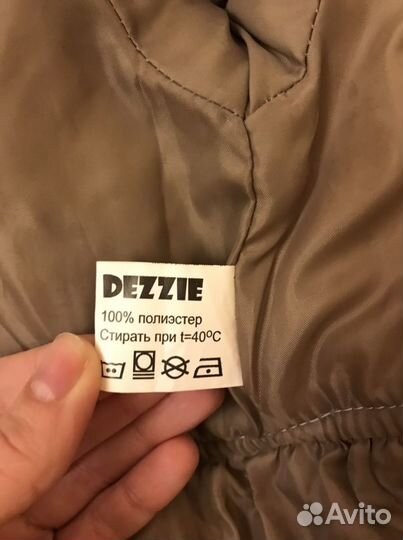 DEZZIE
100% полиэстер
Стирать при t=40ºC
Avito